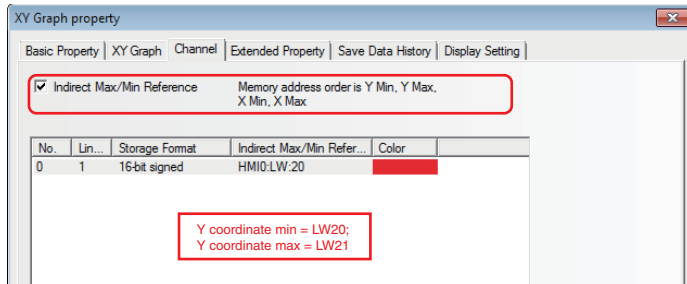 XY Graph property
Basic Property XY Graph Channel Extended Property Save Data History Display Setting
Indirect Max/Min Reference Memory address order is Y Min, Y Max,
X Min, X Max
No. Lin... Storage Format Indirect Max/Min Refer... Color
0 1 16-bit signed HMI0:LW:20
Y coordinate min = LW20;
Y coordinate max = LW21